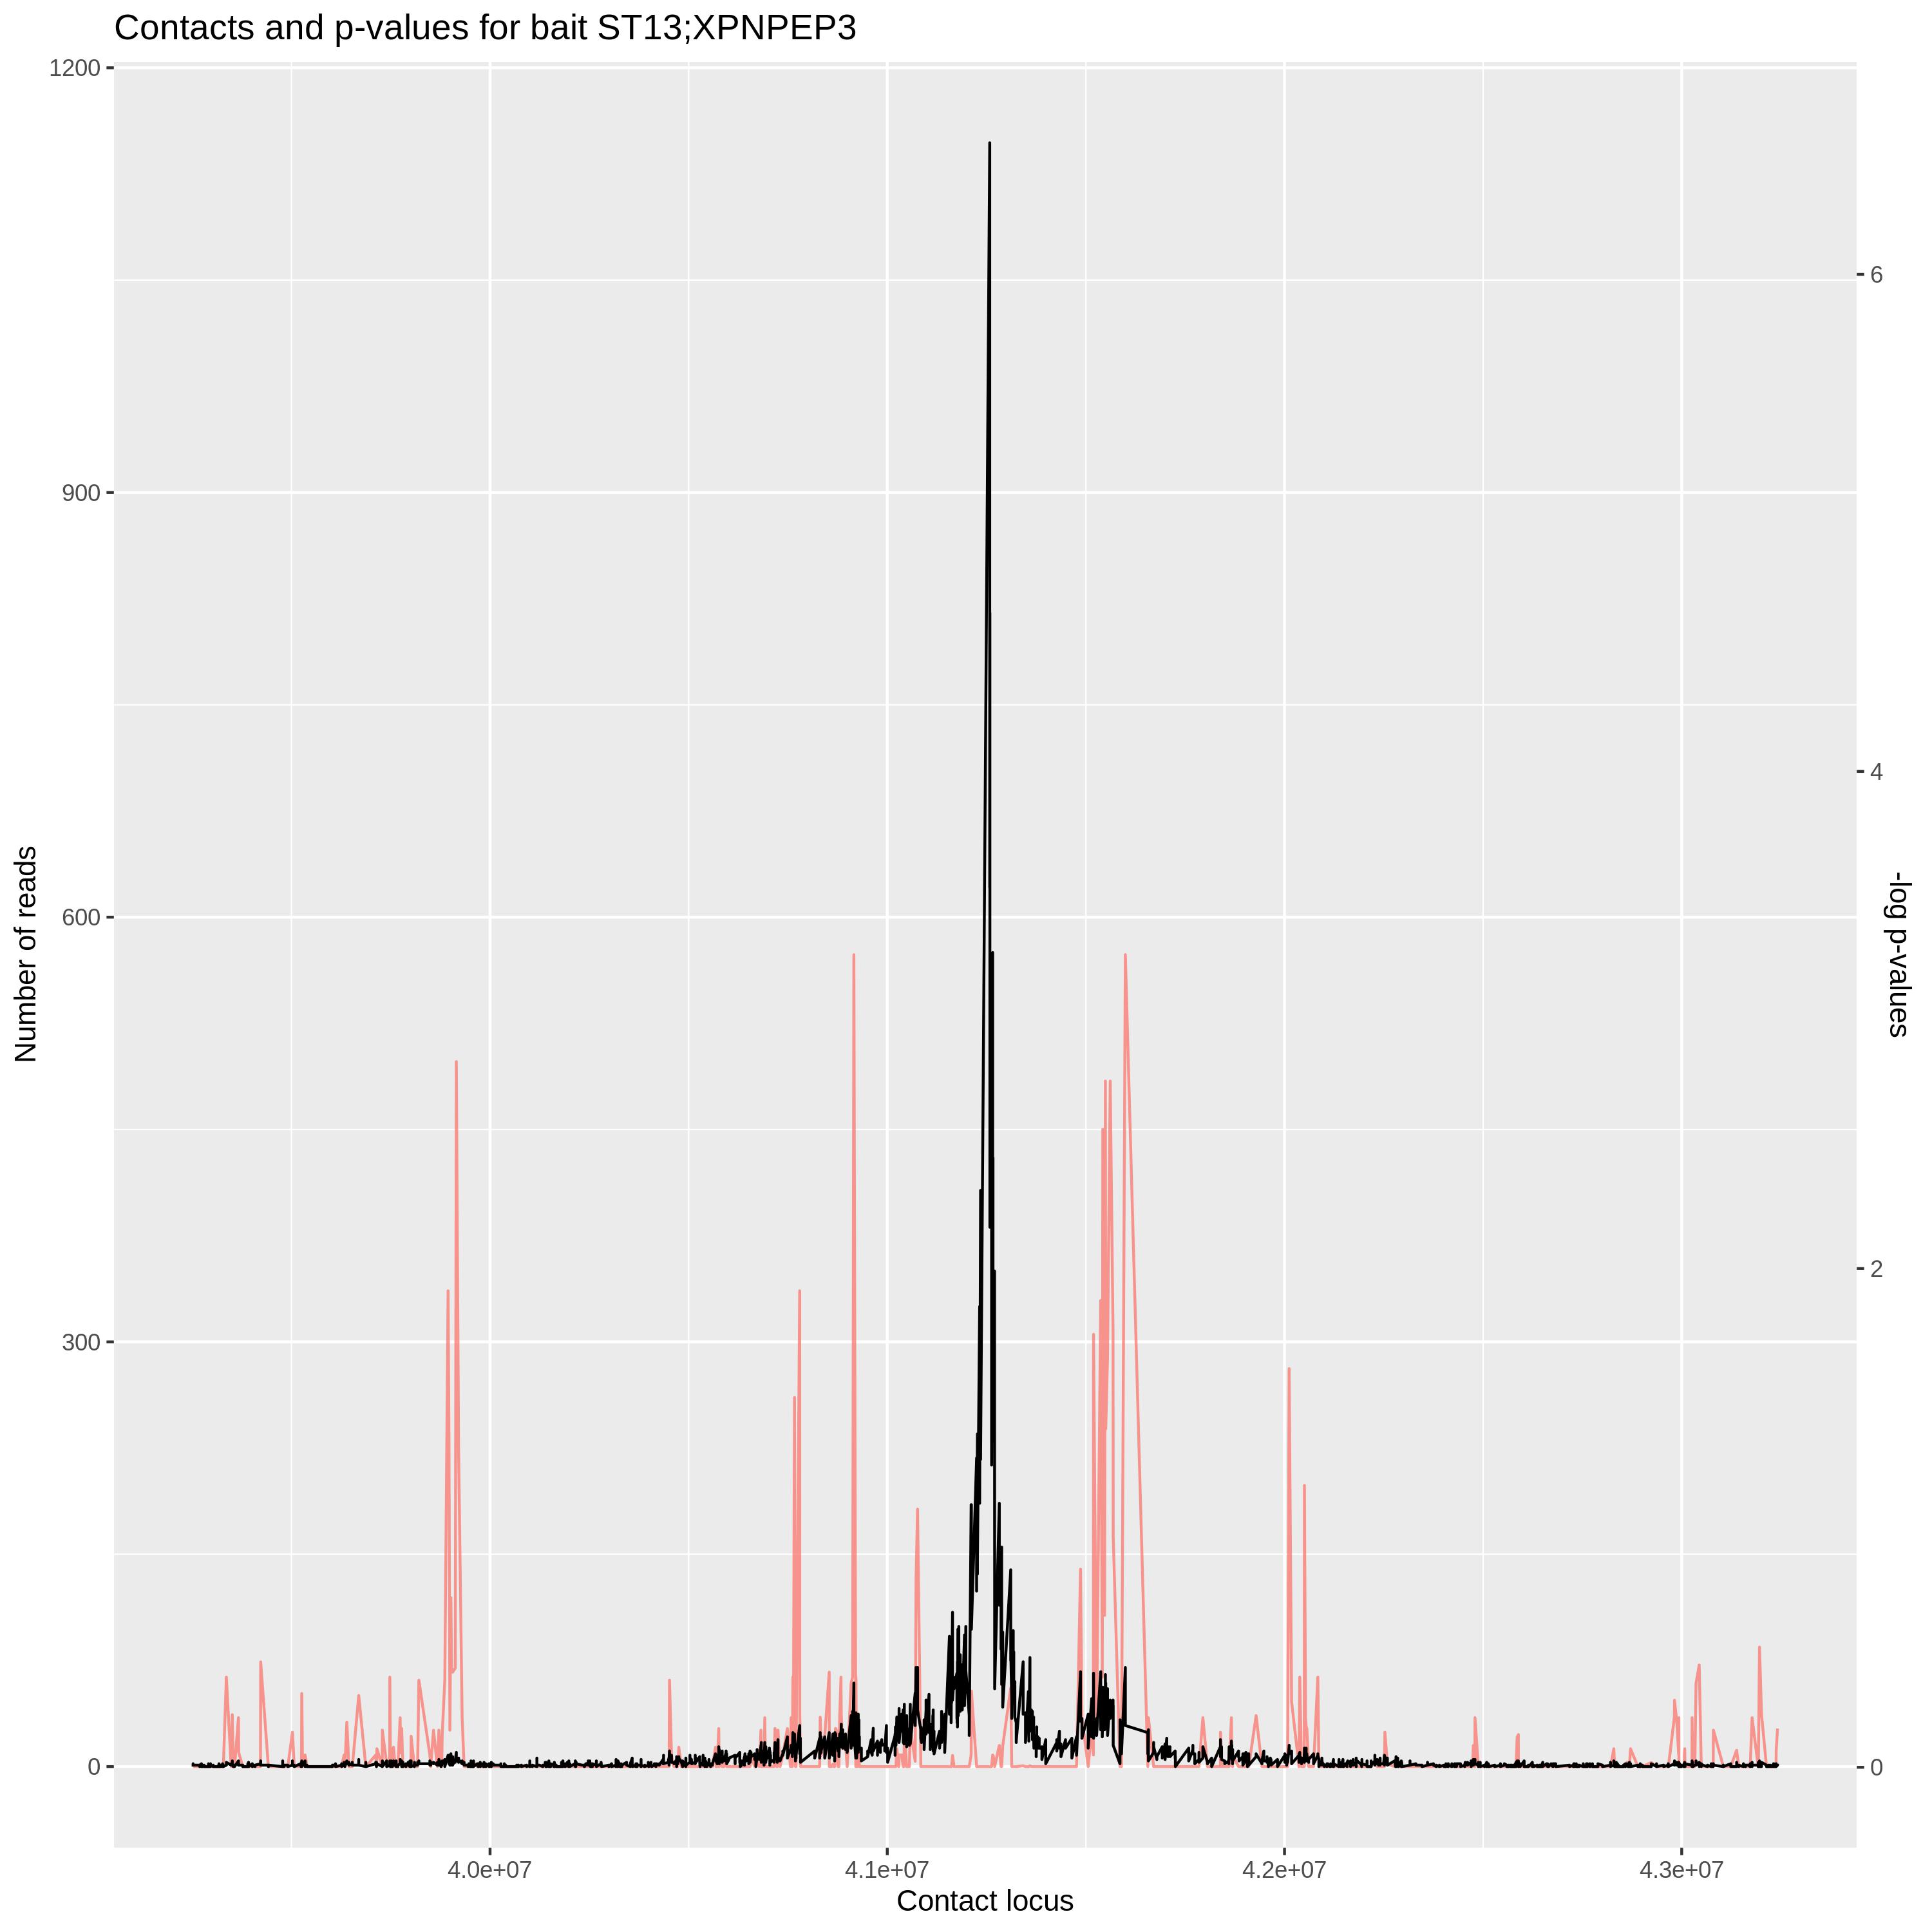 Contacts and p-values for bait ST13;XPNPEP3
1200
900
600
300
0
Number of reads
6
4
2
0
-log p-values
4.0e+07
4.1e+07
4.2e+07
4.3e+07
Contact locus